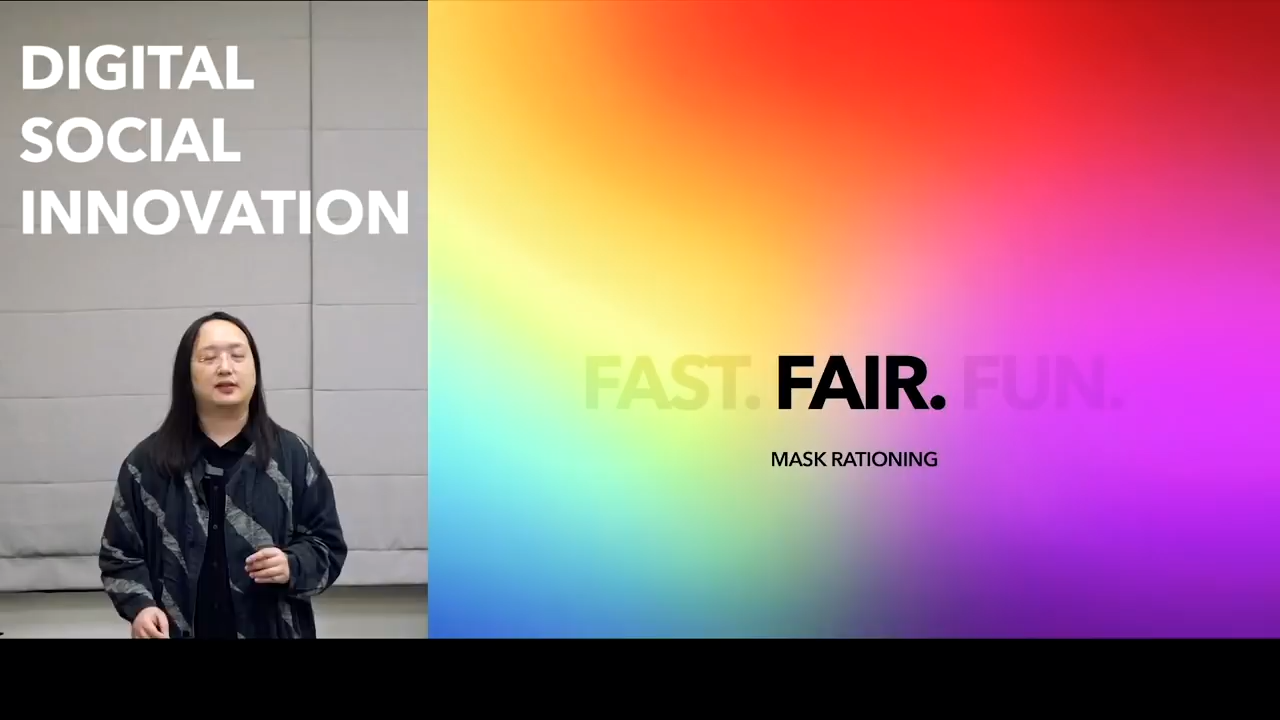 DIGITAL
SOCIAL
INNOVATION
FAST. FAIR. FUN.
MASK RATIONING